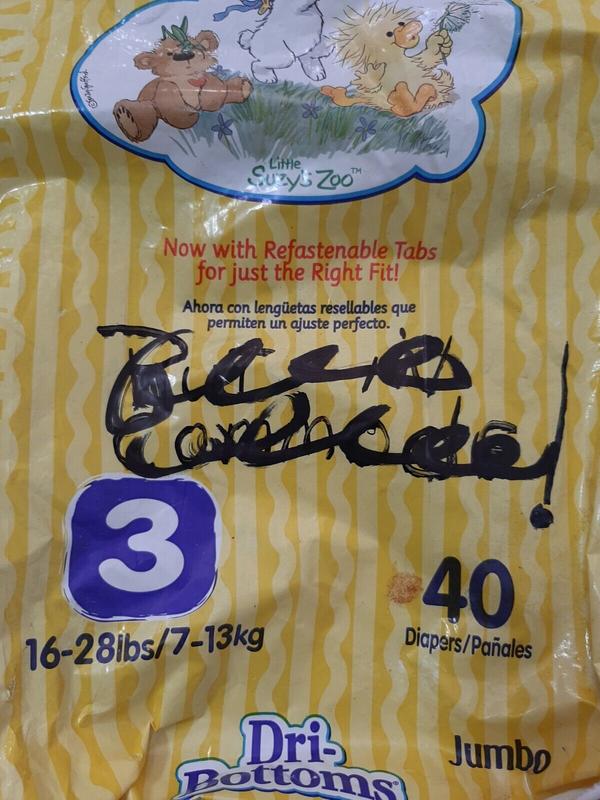 Little
Suzy's Zoo™
Now with Refastenable Tabs
for just the Right Fit!
Ahora con lengüetas resellables que
permiten un ajuste perfecto.
3
40
16-28lbs/7-13kg
Diapers/Pañales
Dri-
Bottoms
Jumbo